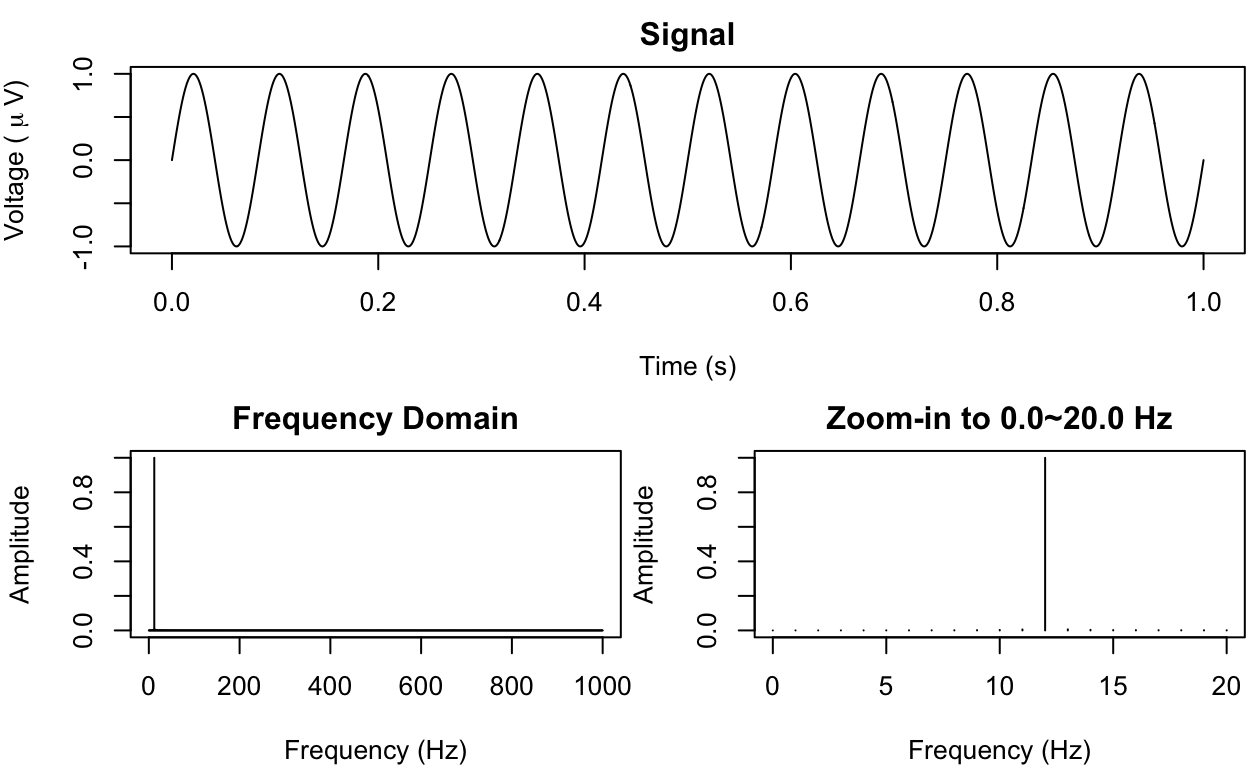 Signal
Voltage ( μ V)
1.0
0.0
-1.0
0.0 0.2 0.4 0.6 0.8 1.0
Time (s)
Frequency Domain
Amplitude
0.8
0.4
0.0
0 200 400 600 800 1000
Frequency (Hz)
Zoom-in to 0.0~20.0 Hz
Amplitude
0.8
0.4
0.0
0 5 10 15 20
Frequency (Hz)